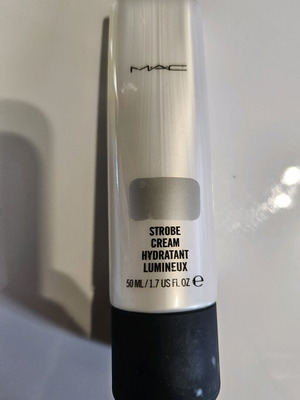 MAC
STROBE
CREAM
HYDRATANT
LUMINEUX
50 ML / 1.7 US FL OZ ℮